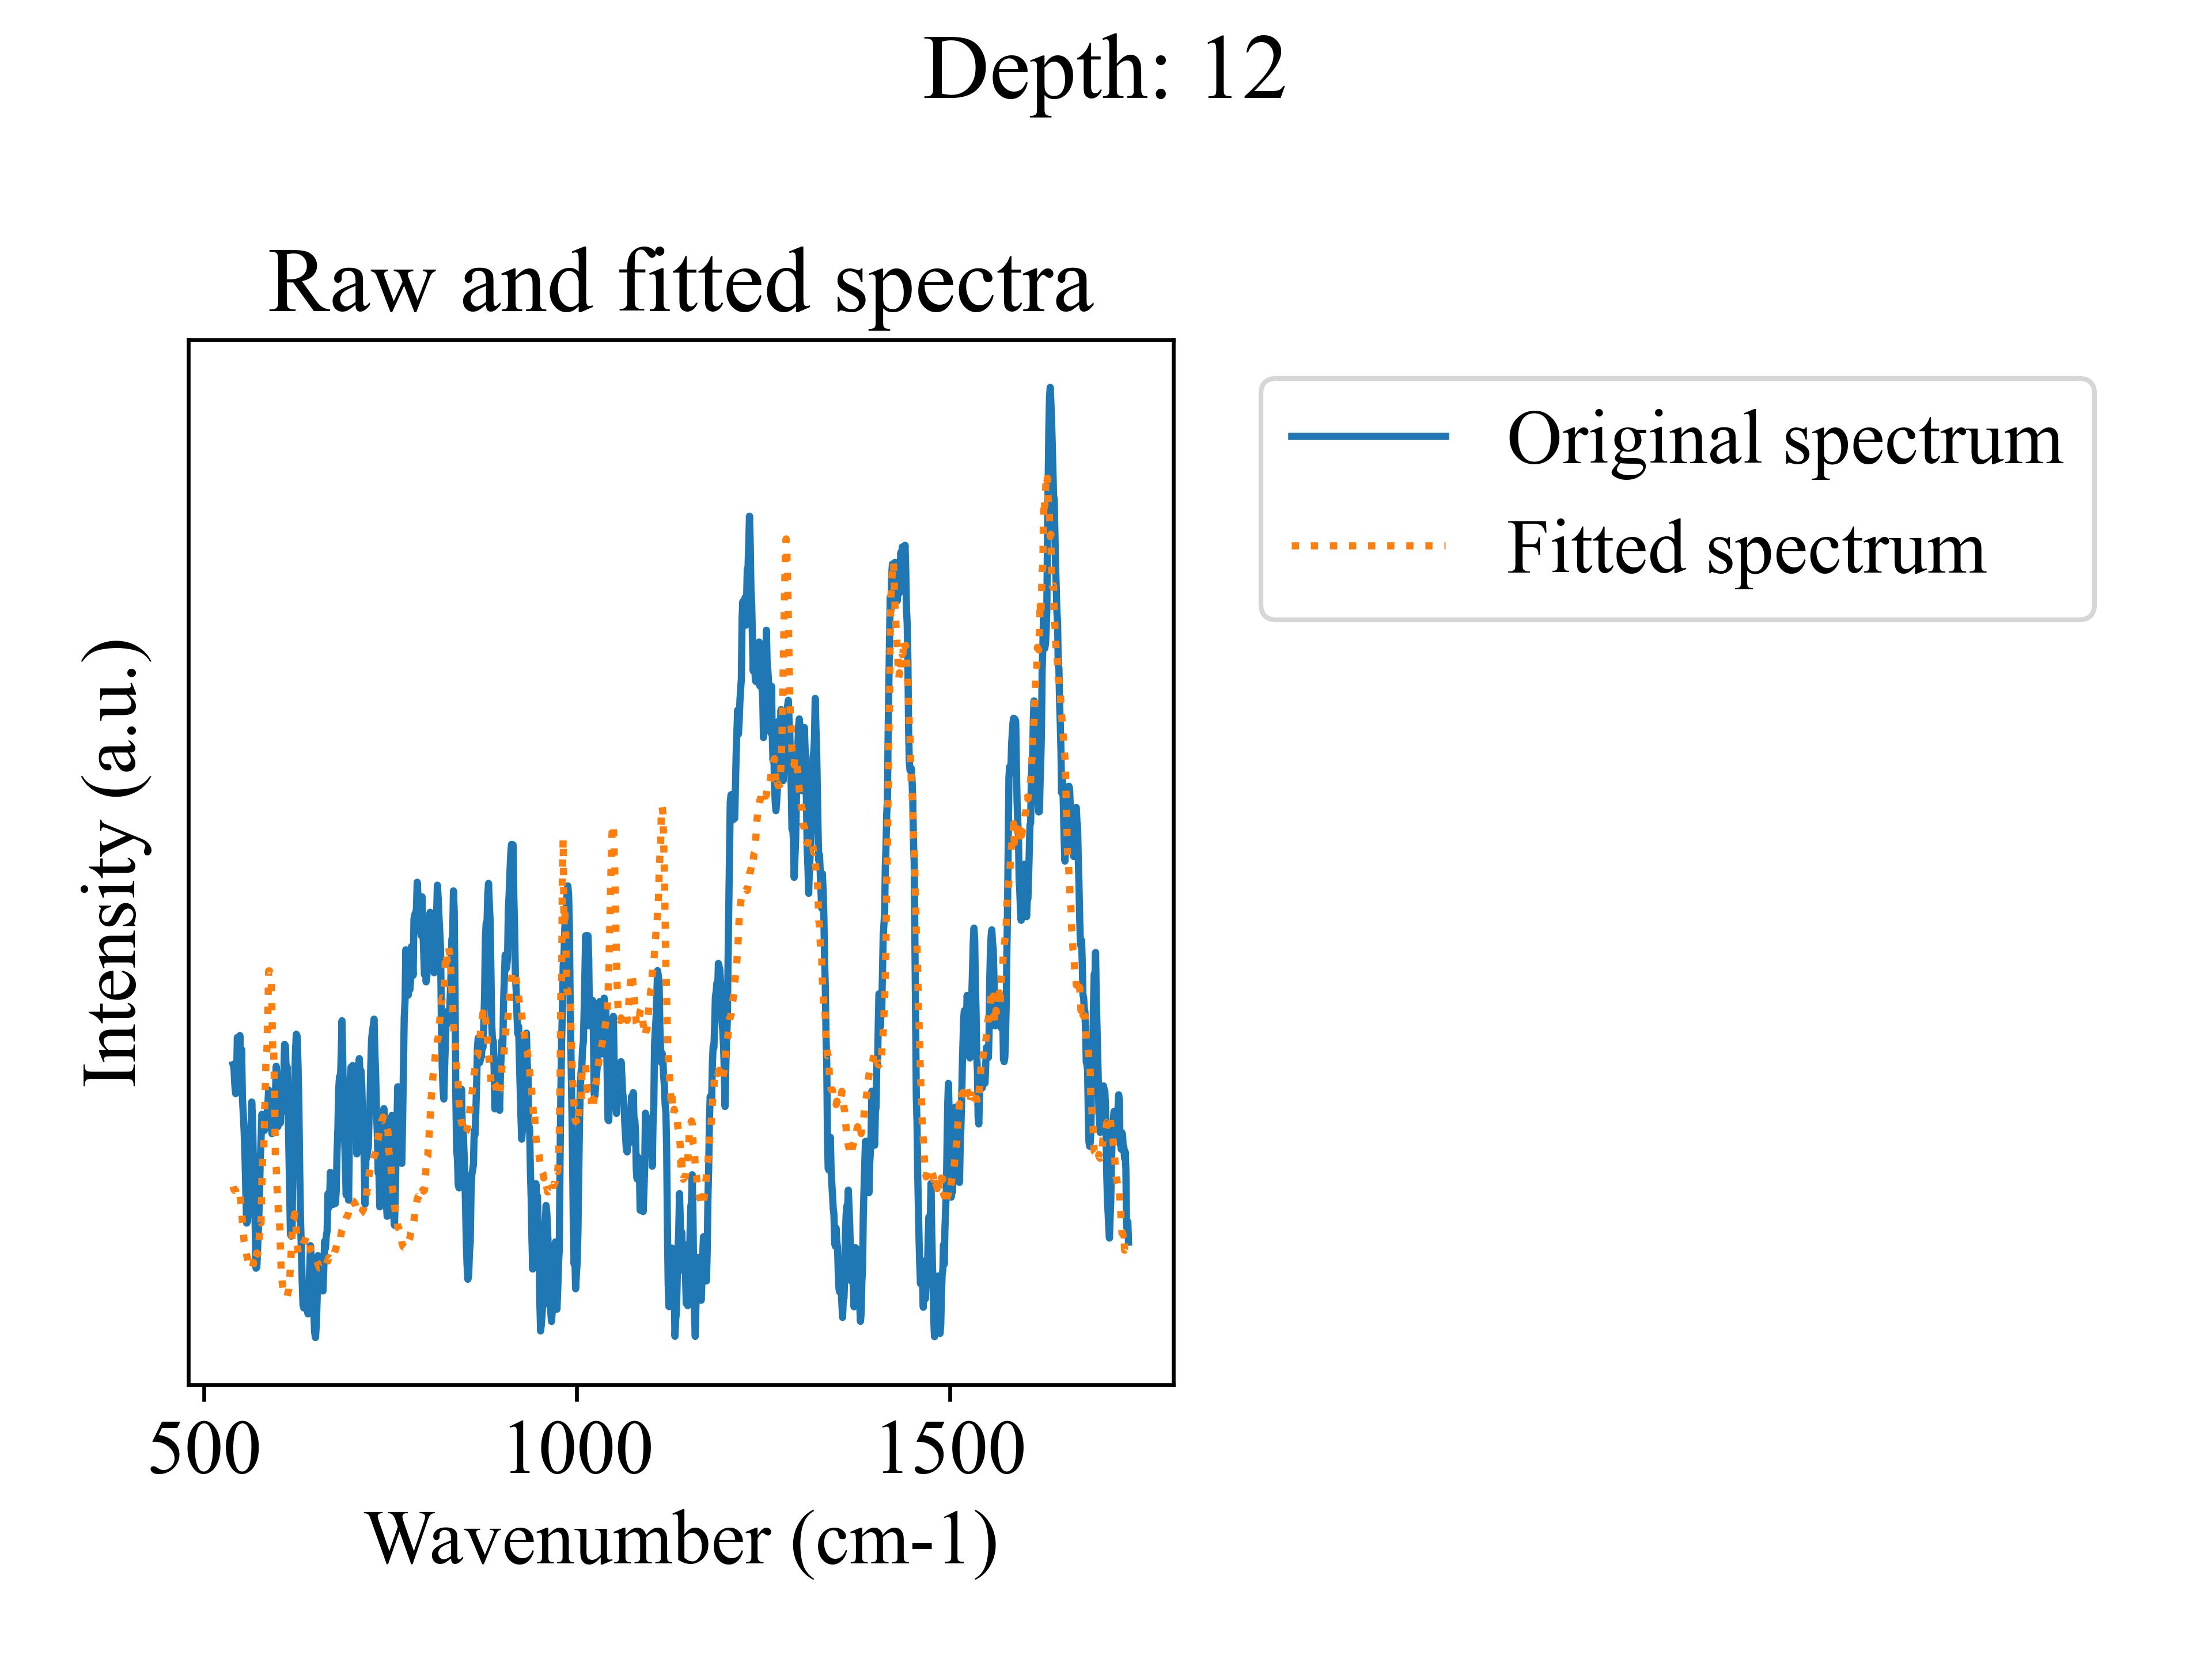 Depth: 12
Raw and fitted spectra
Original spectrum
Fitted spectrum
Intensity (a.u.)
500 1000 1500
Wavenumber (cm-1)